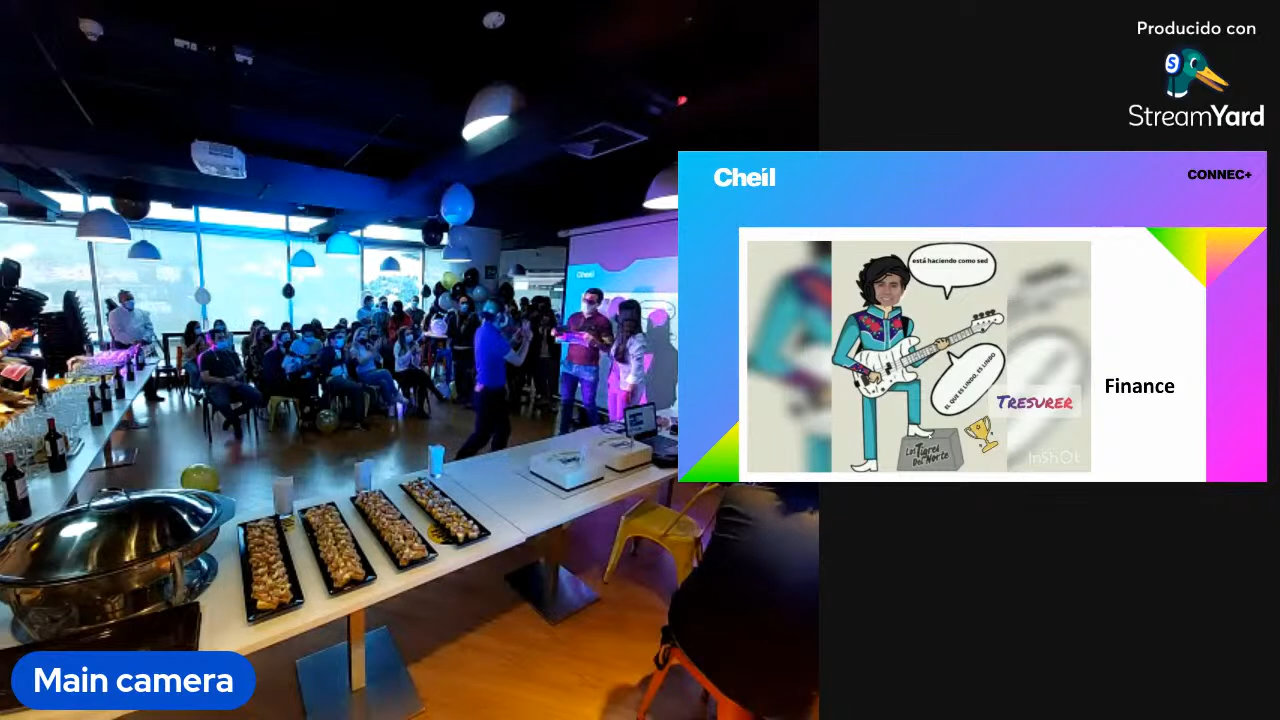 Producido con
StreamYard
Cheil
CONNEC+
está haciendo como sed
EL QUE ES LINDO, ES LINDO
TRESURER
Finance
Los Tigres
Del Norte
InShOt
Cheil
Main camera